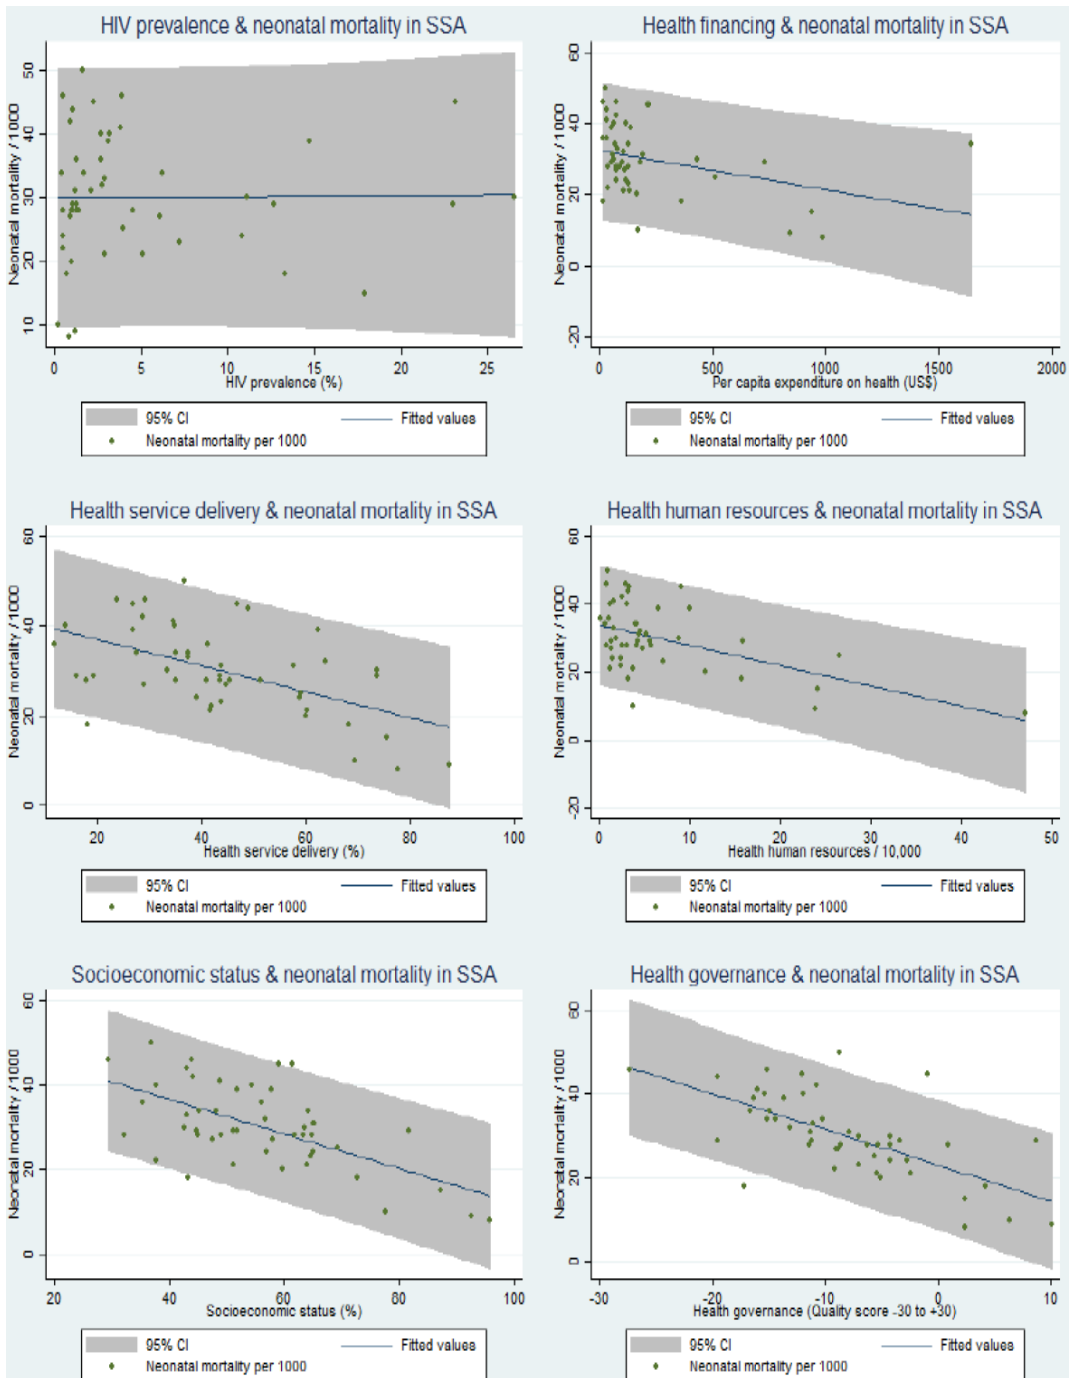 HIV prevalence & neonatal mortality in SSA
Neonatal mortality / 1000
50
40
30
20
10
0 5 10 15 20 25
HIV prevalence (%)
95% CI Fitted values
Neonatal mortality per 1000
Health financing & neonatal mortality in SSA
Neonatal mortality / 1000
60
40
20
0
-20
0 500 1000 1500 2000
Per capita expenditure on health (US$)
95% CI Fitted values
Neonatal mortality per 1000
Health service delivery & neonatal mortality in SSA
Neonatal mortality / 1000
60
40
20
0
20 40 60 80 100
Health service delivery (%)
95% CI Fitted values
Neonatal mortality per 1000
Health human resources & neonatal mortality in SSA
Neonatal mortality / 1000
60
40
20
0
-20
0 10 20 30 40 50
Health human resources / 10,000
95% CI Fitted values
Neonatal mortality per 1000
Socioeconomic status & neonatal mortality in SSA
Neonatal mortality / 1000
60
40
20
0
20 40 60 80 100
Socioeconomic status (%)
95% CI Fitted values
Neonatal mortality per 1000
Health governance & neonatal mortality in SSA
Neonatal mortality / 1000
60
40
20
0
-30 -20 -10 0 10
Health governance (Quality score -30 to +30)
95% CI Fitted values
Neonatal mortality per 1000